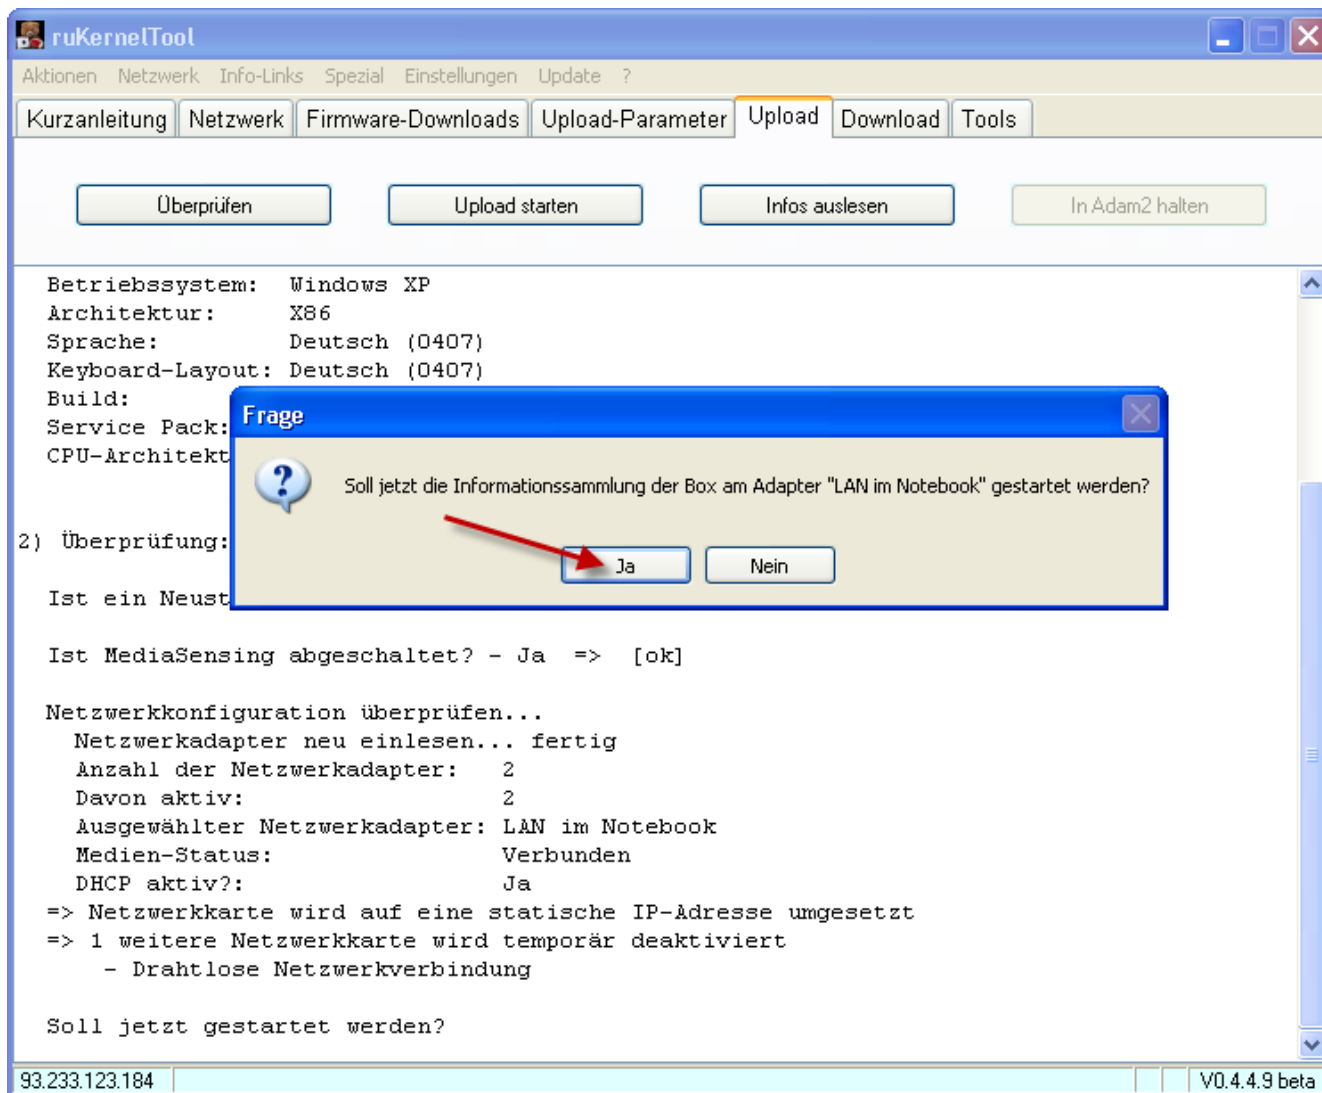 ruKernelTool
Aktionen Netzwerk Info-Links Spezial Einstellungen Update ?
Kurzanleitung Netzwerk Firmware-Downloads Upload-Parameter Upload Download Tools
Überprüfen Upload starten Infos auslesen In Adam2 halten
Betriebssystem: Windows XP
Architektur: X86
Sprache: Deutsch (0407)
Keyboard-Layout: Deutsch (0407)
Build:
Service Pack:
CPU-Architekt
Frage
Soll jetzt die Informationssammlung der Box am Adapter "LAN im Notebook" gestartet werden?
Ja Nein
2) Überprüfung:
Ist ein Neust
Ist MediaSensing abgeschaltet? - Ja => [ok]
Netzwerkkonfiguration überprüfen...
Netzwerkadapter neu einlesen... fertig
Anzahl der Netzwerkadapter: 2
Davon aktiv: 2
Ausgewählter Netzwerkadapter: LAN im Notebook
Medien-Status: Verbunden
DHCP aktiv?: Ja
=> Netzwerkkarte wird auf eine statische IP-Adresse umgesetzt
=> 1 weitere Netzwerkkarte wird temporär deaktiviert
- Drahtlose Netzwerkverbindung
Soll jetzt gestartet werden?
93.233.123.184 V0.4.4.9 beta